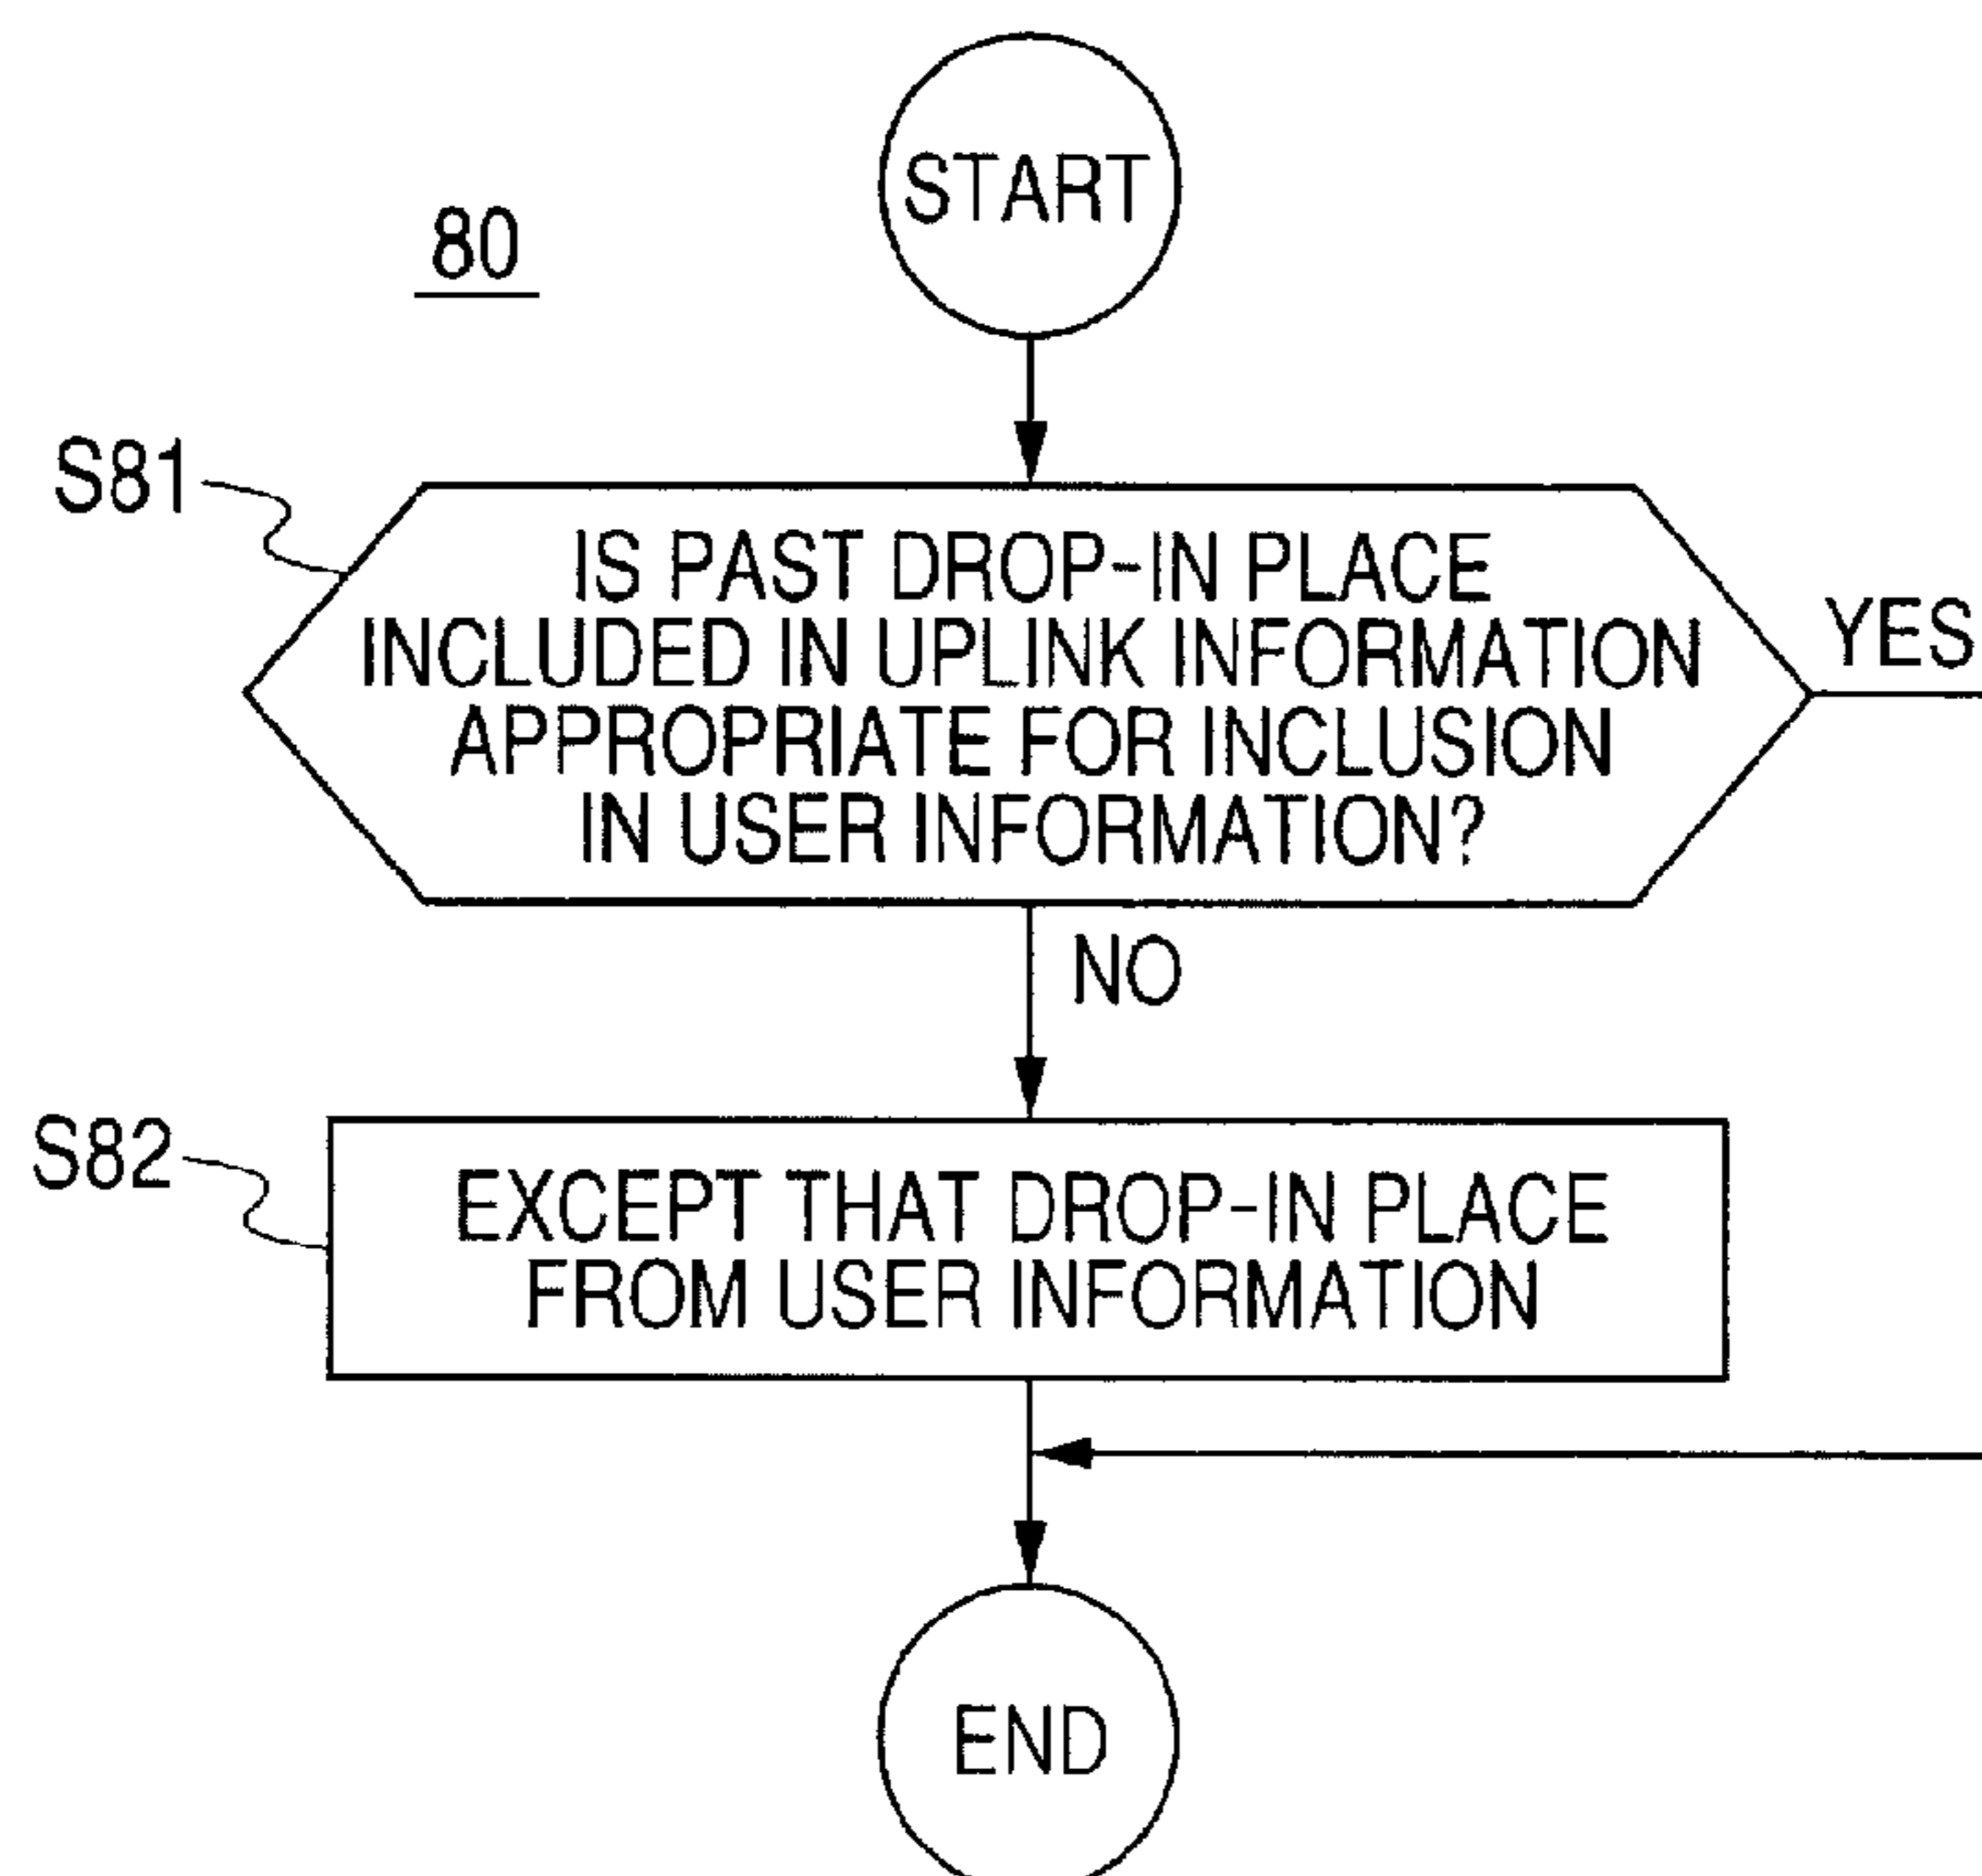 START
80
S81
IS PAST DROP-IN PLACE
INCLUDED IN UPLINK INFORMATION
APPROPRIATE FOR INCLUSION
IN USER INFORMATION?
YES
NO
S82
EXCEPT THAT DROP-IN PLACE
FROM USER INFORMATION
END